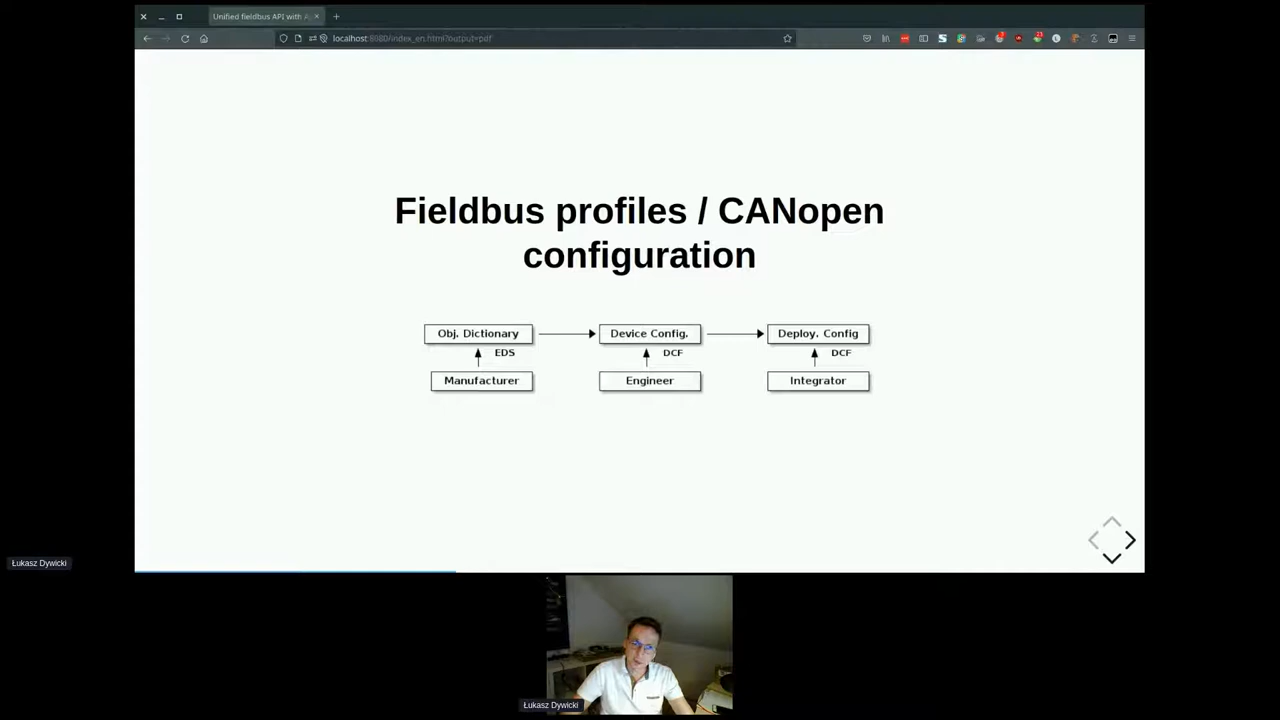 Unified fieldbus API with A
localhost:8080/index_en.html?output=pdf
Fieldbus profiles / CANopen
configuration
Obj. Dictionary
Device Config.
Deploy. Config
EDS
DCF
DCF
Manufacturer
Engineer
Integrator
Łukasz Dywicki
Łukasz Dywicki